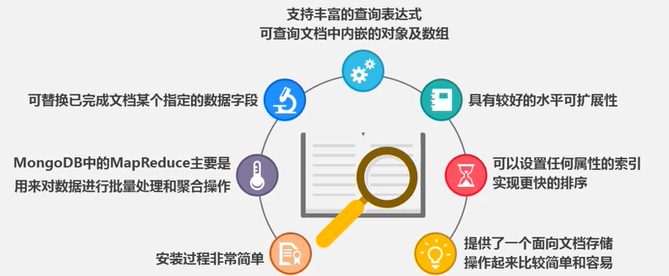 支持丰富的查询表达式
可查询文档中内嵌的对象及数组
可替换已完成文档某个指定的数据字段
具有较好的水平可扩展性
MongoDB中的MapReduce主要是
用来对数据进行批量处理和聚合操作
可以设置任何属性的索引
实现更快的排序
安装过程非常简单
提供了一个面向文档存储
操作起来比较简单和容易